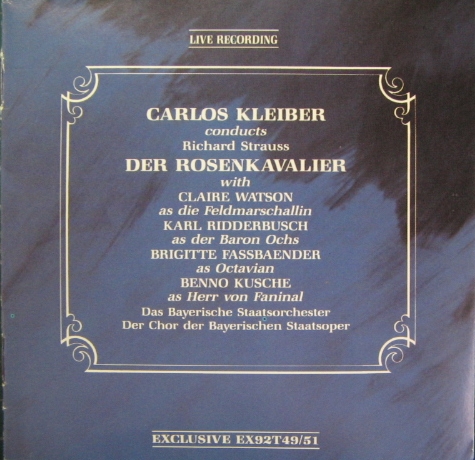 LIVE RECORDING
CARLOS KLEIBER
conducts
Richard Strauss
DER ROSENKAVALIER
with
CLAIRE WATSON
as die Feldmarschallin
KARL RIDDERBUSCH
as der Baron Ochs
BRIGITTE FASSBAENDER
as Octavian
BENNO KUSCHE
as Herr von Faninal
Das Bayerische Staatsorchester
Der Chor der Bayerischen Staatsoper
EXCLUSIVE EX92T49/51